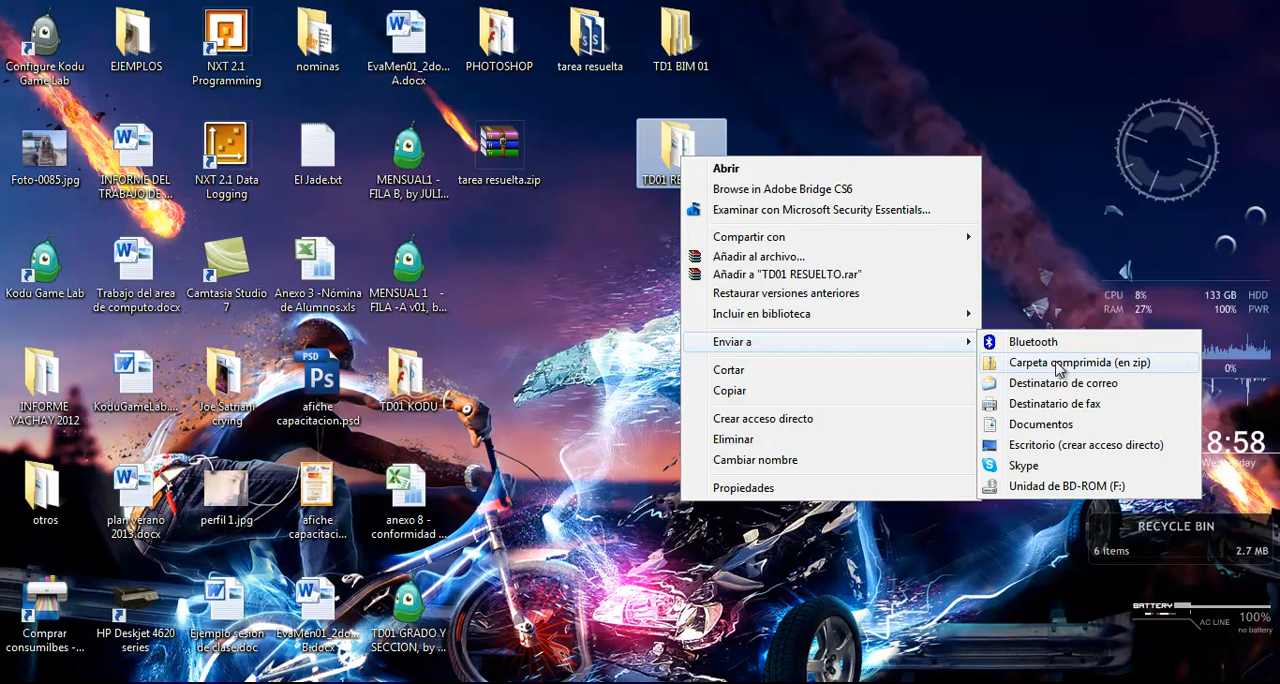 Configure Kodu
Game Lab
EJEMPLOS
NXT 2.1
Programming
nominas
EvaMen01_2do...
A.docx
PHOTOSHOP
tarea resuelta
TD1 BIM 01
Foto-0085.jpg
INFORME DEL
TRABAJO DE ...
NXT 2.1 Data
Logging
El Jade.txt
MENSUAL1 -
FILA B, by JULI...
tarea resuelta.zip
TD01
Kodu Game Lab
Trabajo del area
de computo.docx
Camtasia Studio
7
Anexo 3 -Nómina
de Alumnos.xls
MENSUAL 1 -
FILA -A v01, b...
INFORME
YACHAY 2012
KoduGameLab....
Joe Satriani
crying
PSD
Ps
afiche
capacitacion.psd
TD01 KODU
otros
plan verano
2013.docx
perfil 1.jpg
afiche
capacitaci...
anexo 8 -
conformidad ...
Comprar
consumilbes -...
HP Deskjet 4620
series
Ejemplo sesion
de clase.doc
EvaMen01_2do...
B.docx
TD01 GRADO Y
SECCION, by ...
Abrir
Browse in Adobe Bridge CS6
Examinar con Microsoft Security Essentials...
Compartir con
Añadir al archivo...
Añadir a "TD01 RESUELTO.rar"
Restaurar versiones anteriores
Incluir en biblioteca
Enviar a
Cortar
Copiar
Crear acceso directo
Eliminar
Cambiar nombre
Propiedades
Bluetooth
Carpeta comprimida (en zip)
Destinatario de correo
Destinatario de fax
Documentos
Escritorio (crear acceso directo)
Skype
Unidad de BD-ROM (F:)
CPU 8% 133 GB HDD
RAM 27% 100% PWR
0%
8:58
Wednesday
RECYCLE BIN
6 items 2.7 MB
BATTERY
AC LINE 100%
no battery